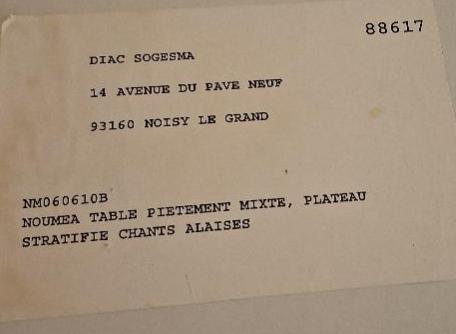 88617
DIAC SOGESMA
14 AVENUE DU PAVE NEUF
93160 NOISY LE GRAND
NM060610B
NOUMEA TABLE PIETEMENT MIXTE, PLATEAU
STRATIFIE CHANTS ALAISES